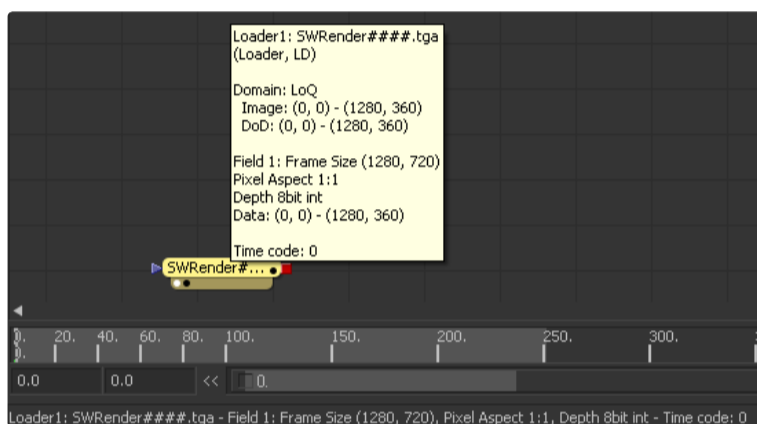 Loader1: SWRender####.tga
(Loader, LD)
Domain: LoQ
Image: (0, 0) - (1280, 360)
DoD: (0, 0) - (1280, 360)
Field 1: Frame Size (1280, 720)
Pixel Aspect 1:1
Depth 8bit int
Data: (0, 0) - (1280, 360)
Time code: 0
SWRender#...
0. 20. 40. 60. 80. 100. 150. 200. 250. 300.
0.
0.0 0.0 << 0.
Loader1: SWRender####.tga - Field 1: Frame Size (1280, 720), Pixel Aspect 1:1, Depth 8bit int - Time code: 0